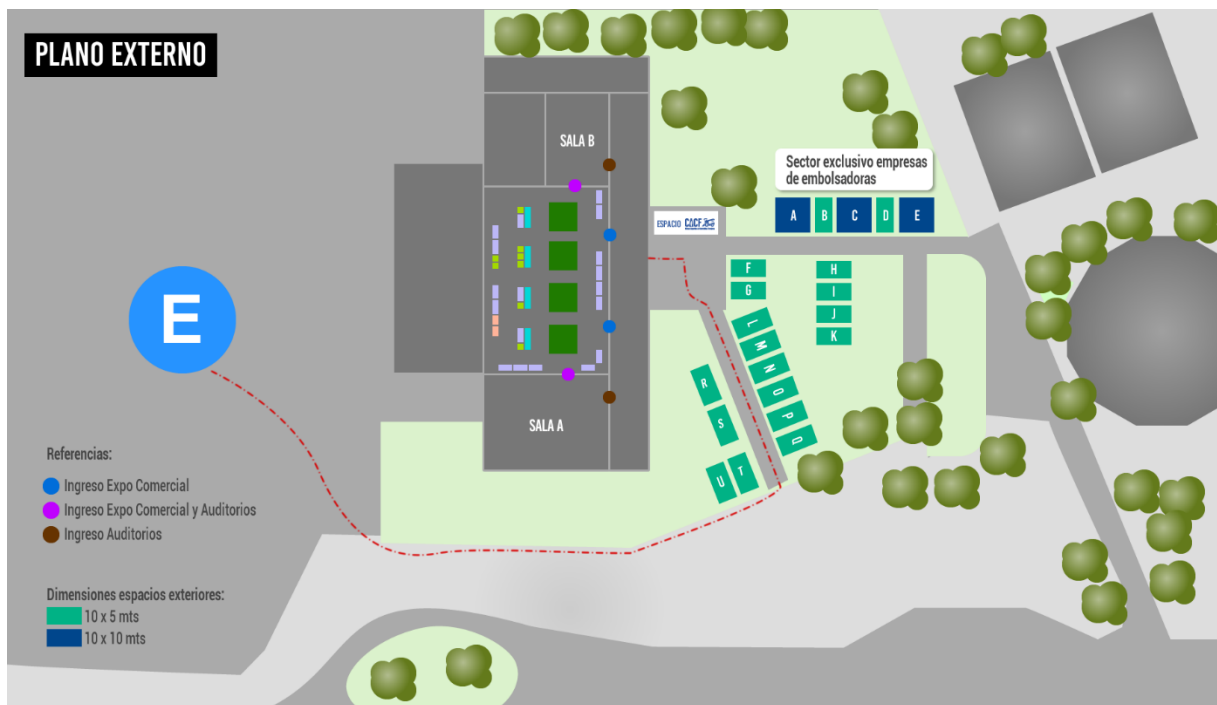 PLANO EXTERNO
SALA B
Sector exclusivo empresas
de embolsadoras
A
B
C
D
E
ESPACIO CACF
F
G
H
I
J
K
E
L
M
N
O
P
Q
R
S
T
U
SALA A
Referencias:
Ingreso Expo Comercial
Ingreso Expo Comercial y Auditorios
Ingreso Auditorios
Dimensiones espacios exteriores:
10 x 5 mts
10 x 10 mts